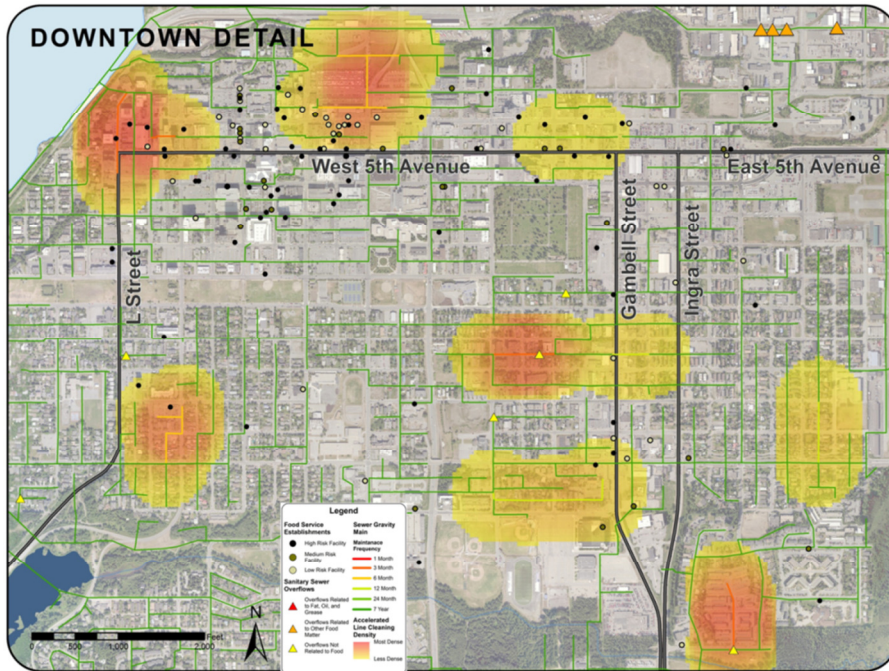 DOWNTOWN DETAIL
West 5th Avenue
East 5th Avenue
L Street
Gambell Street
Ingra Street
Legend
Food Service
Establishments
High Risk Facility
Medium Risk
Facility
Low Risk Facility
Sanitary Sewer
Overflows
Overflows Related
to Fat, Oil, and
Grease
Overflows Related
to Other Food
Matter
Overflows Not
Related to Food
Sewer Gravity
Main
Maintanace
Frequency
1 Month
3 Month
6 Month
12 Month
24 Month
7 Year
Accelerated
Line Cleaning
Density
Most Dense
Less Dense
N
0 500 1,000 2,000
Feet